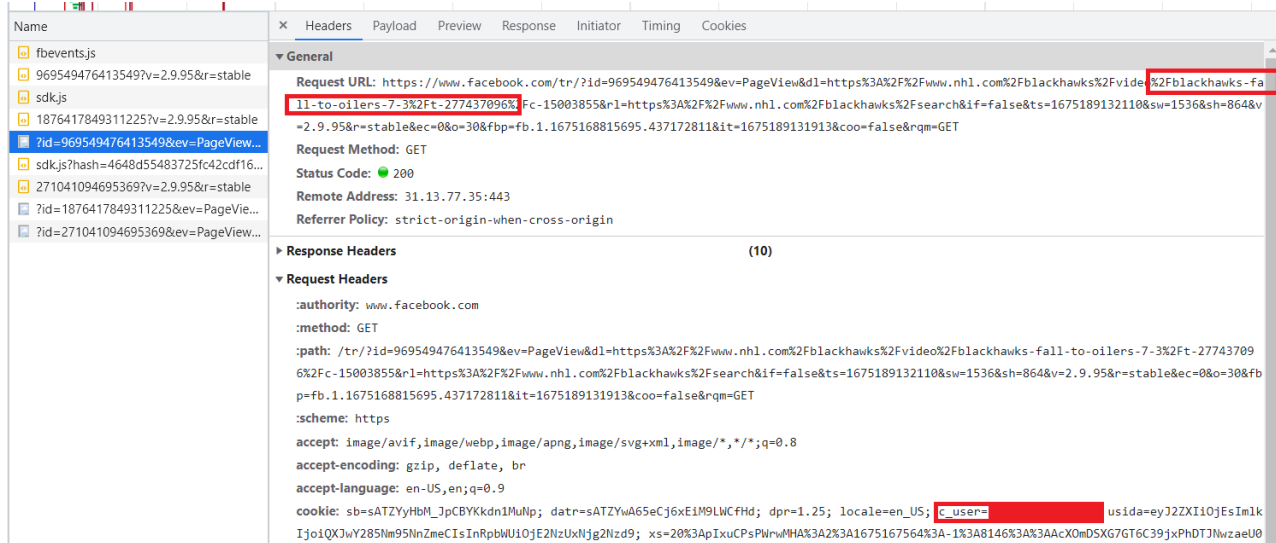 Name
fbevents.js
969549476413549?v=2.9.95&r=stable
sdk.js
1876417849311225?v=2.9.95&r=stable
?id=969549476413549&ev=PageView...
sdk.js?hash=4648d55483725fc42cdf16...
271041094695369?v=2.9.95&r=stable
?id=1876417849311225&ev=PageVie...
?id=271041094695369&ev=PageView...
× Headers Payload Preview Response Initiator Timing Cookies
▼ General
Request URL: https://www.facebook.com/tr/?id=969549476413549&ev=PageView&dl=https%3A%2F%2Fwww.nhl.com%2Fblackhawks%2Fvideo%2Fblackhawks-fa
ll-to-oilers-7-3%2Ft-277437096%2Fc-15003855&rl=https%3A%2F%2Fwww.nhl.com%2Fblackhawks%2Fsearch&if=false&ts=1675189132110&sw=1536&sh=864&v
=2.9.95&r=stable&ec=0&o=30&fbp=fb.1.1675168815695.437172811&it=1675189131913&coo=false&rqm=GET
Request Method: GET
Status Code: 200
Remote Address: 31.13.77.35:443
Referrer Policy: strict-origin-when-cross-origin
▶ Response Headers (10)
▼ Request Headers
:authority: www.facebook.com
:method: GET
:path: /tr/?id=969549476413549&ev=PageView&dl=https%3A%2F%2Fwww.nhl.com%2Fblackhawks%2Fvideo%2Fblackhawks-fall-to-oilers-7-3%2Ft-27743709
6%2Fc-15003855&rl=https%3A%2F%2Fwww.nhl.com%2Fblackhawks%2Fsearch&if=false&ts=1675189132110&sw=1536&sh=864&v=2.9.95&r=stable&ec=0&o=30&fb
p=fb.1.1675168815695.437172811&it=1675189131913&coo=false&rqm=GET
:scheme: https
accept: image/avif,image/webp,image/apng,image/svg+xml,image/*,*/*;q=0.8
accept-encoding: gzip, deflate, br
accept-language: en-US,en;q=0.9
cookie: sb=sATZYyHbM_JpCBYKkdn1MuNp; datr=sATZYwA65eCj6xEiM9LWCfHd; dpr=1.25; locale=en_US; c_user= usida=eyJ2ZXIiOjEsImlk
IjoiQXJwY285Nm95NnZmeCIsInRpbWUiOjE2NzUxNjg2Nzd9; xs=20%3ApIxuCPsPWrwMHA%3A2%3A1675167564%3A-1%3A8146%3A%3AAcXOmDSXG7GT6C39jxPhDTJNwzaeU0